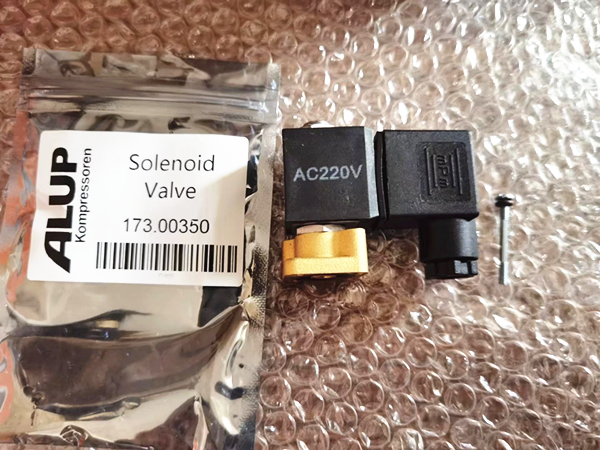 ALUP
Kompressoren
Solenoid
Valve
173.00350
AC220V